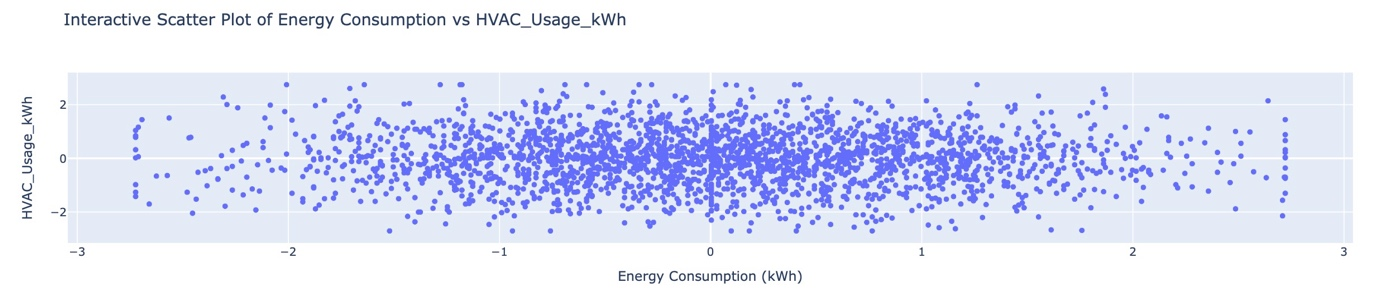 Interactive Scatter Plot of Energy Consumption vs HVAC_Usage_kWh
HVAC_Usage_kWh
2
0
−2
−3 −2 −1 0 1 2 3
Energy Consumption (kWh)